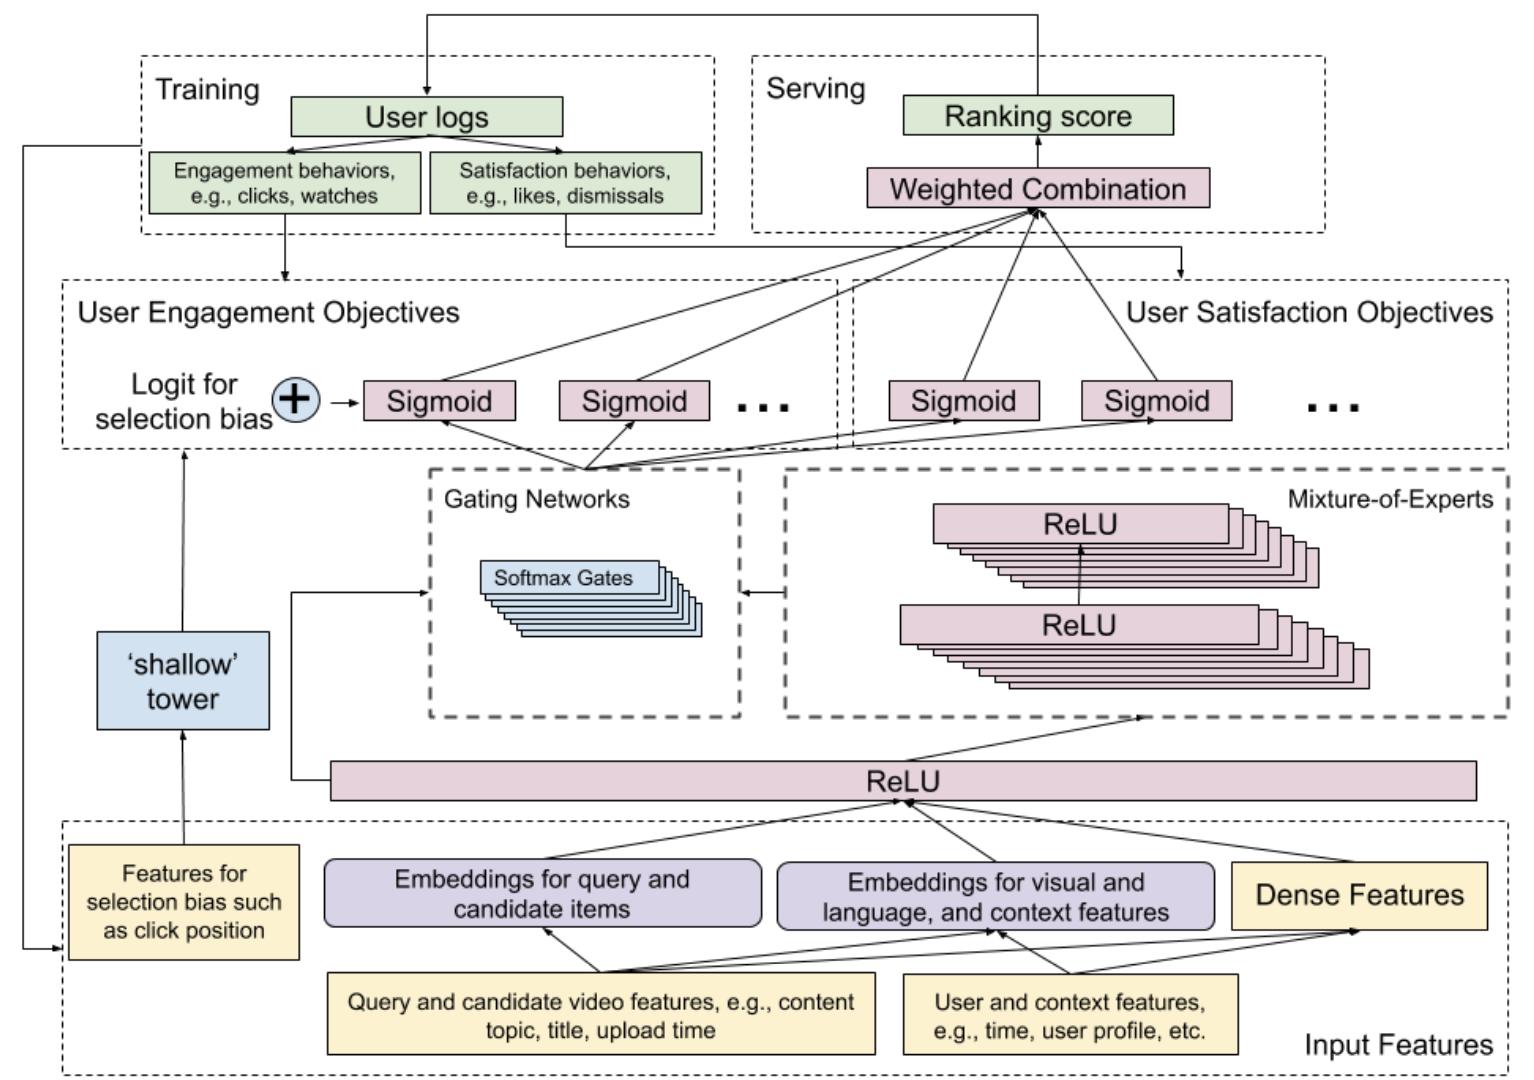 Training
User logs
Engagement behaviors,
e.g., clicks, watches
Satisfaction behaviors,
e.g., likes, dismissals
Serving
Ranking score
Weighted Combination
User Engagement Objectives
Logit for
selection bias
+
Sigmoid
Sigmoid
...
User Satisfaction Objectives
Sigmoid
Sigmoid
...
Gating Networks
Softmax Gates
Mixture-of-Experts
ReLU
ReLU
‘shallow’
tower
ReLU
Features for
selection bias such
as click position
Embeddings for query and
candidate items
Embeddings for visual and
language, and context features
Dense Features
Query and candidate video features, e.g., content
topic, title, upload time
User and context features,
e.g., time, user profile, etc.
Input Features